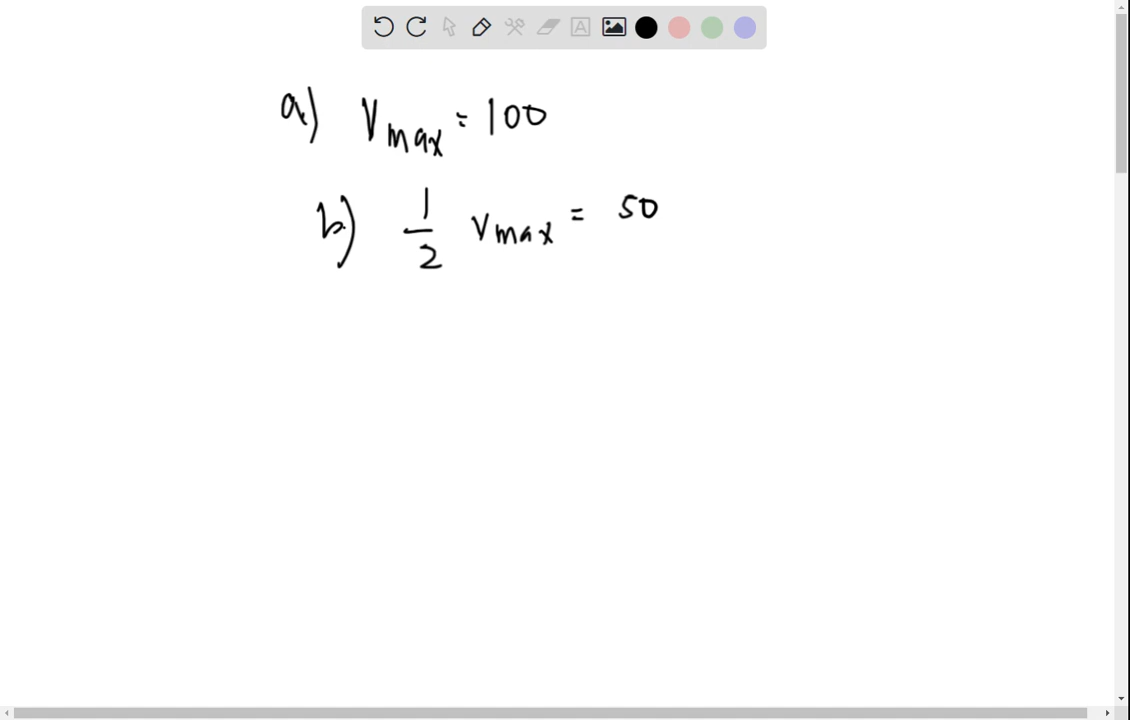 a) Vmax = 100
b) 1/2 Vmax = 50